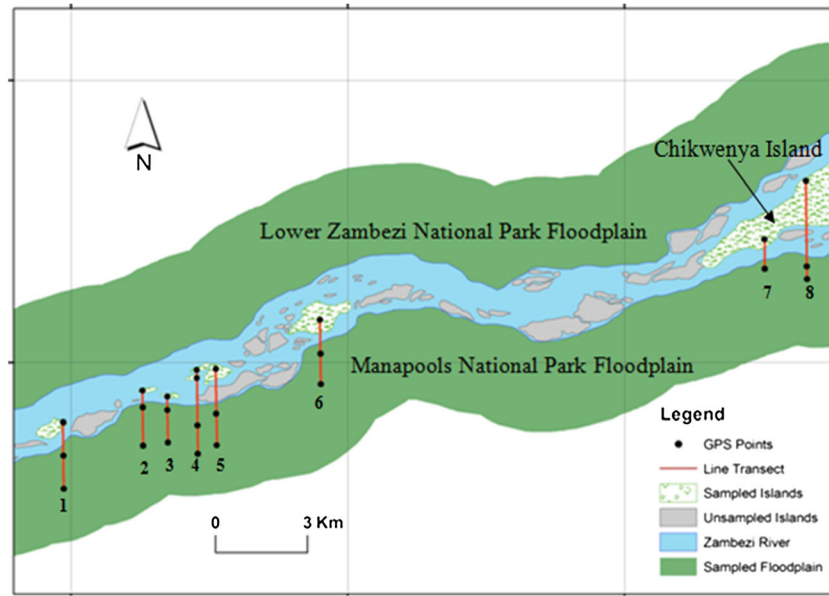 N
Chikwenya Island
Lower Zambezi National Park Floodplain
Manapools National Park Floodplain
1
2
3
4
5
6
7
8
0 3 Km
Legend
GPS Points
Line Transect
Sampled Islands
Unsampled Islands
Zambezi River
Sampled Floodplain